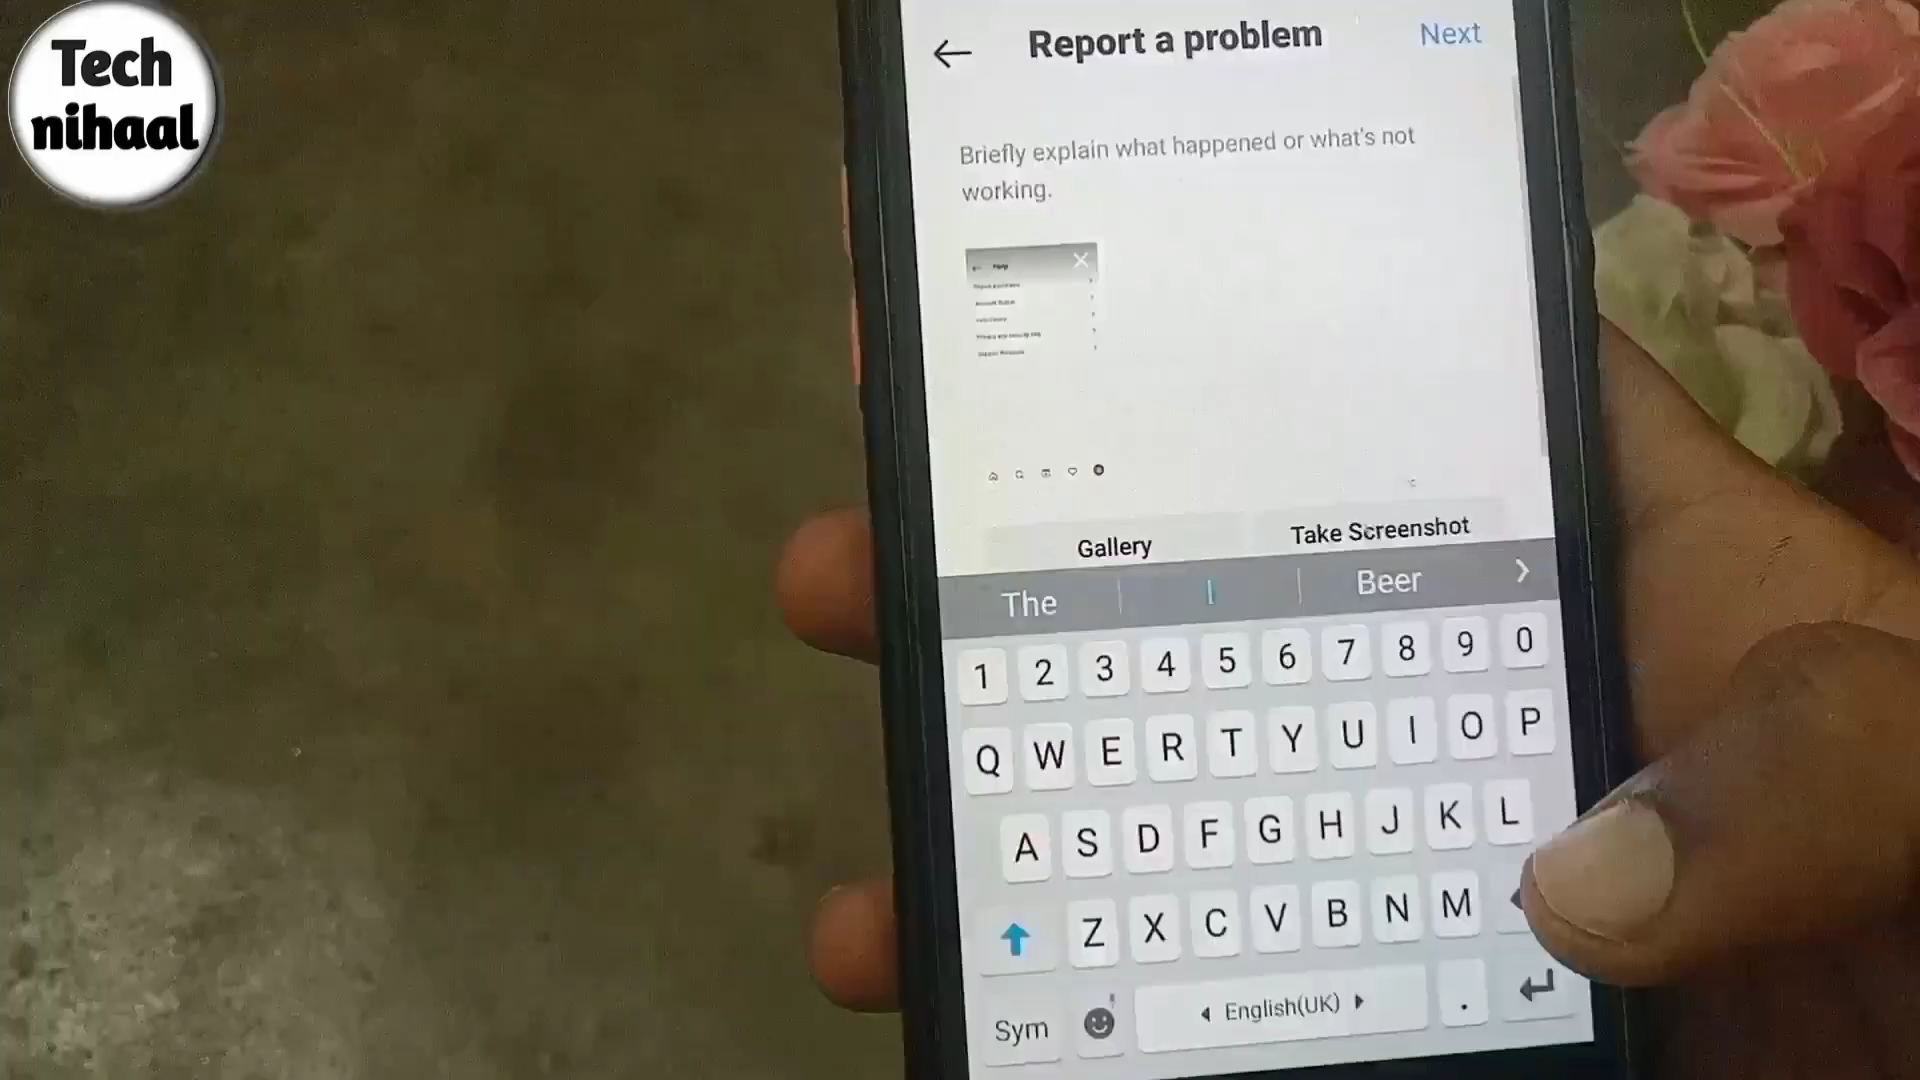 Tech
nihaal
Report a problem
Next
Briefly explain what happened or what's not
working.
Help
Gallery
Take Screenshot
The
I
Beer
1 2 3 4 5 6 7 8 9 0
Q W E R T Y U I O P
A S D F G H J K L
Z X C V B N M
Sym
English(UK)
.